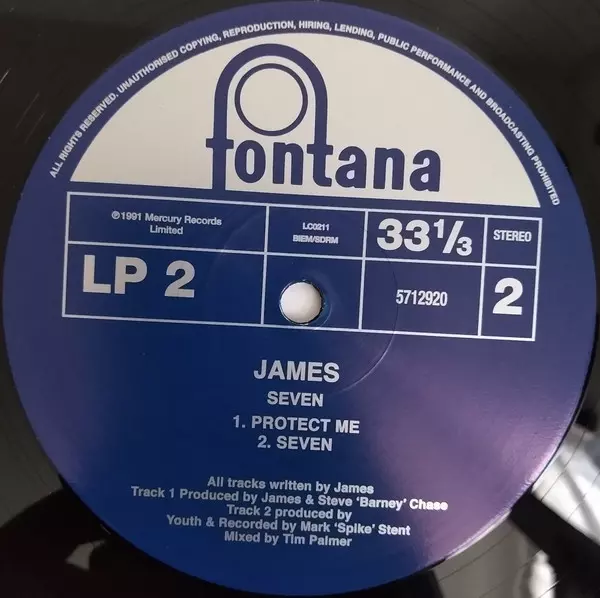 ALL RIGHTS RESERVED. UNAUTHORISED COPYING, REPRODUCTION, HIRING, LENDING, PUBLIC PERFORMANCE AND BROADCASTING PROHIBITED
fontana
℗1991 Mercury Records
Limited
LC0211
BIEM/SDRM
33⅓
STEREO
LP 2
5712920
2
JAMES
SEVEN
1. PROTECT ME
2. SEVEN
All tracks written by James
Track 1 Produced by James & Steve 'Barney' Chase
Track 2 produced by
Youth & Recorded by Mark 'Spike' Stent
Mixed by Tim Palmer